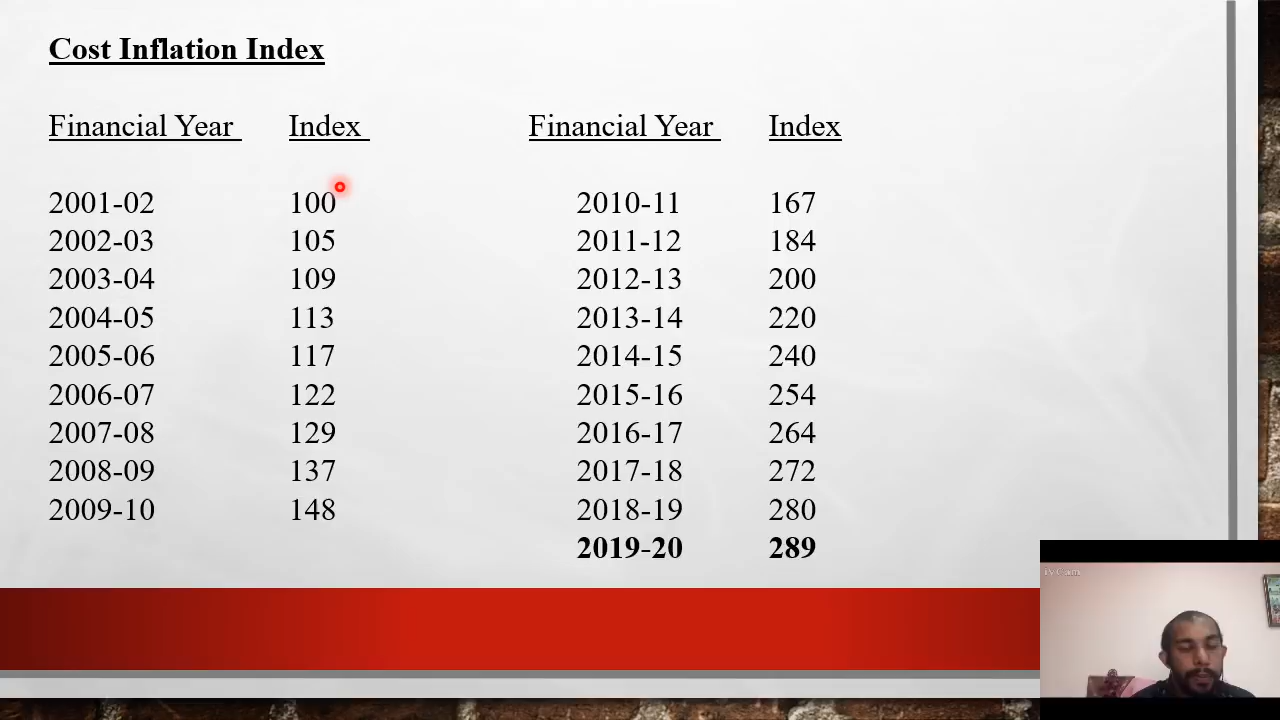 Cost Inflation Index
Financial Year Index Financial Year Index
2001-02 100 2010-11 167
2002-03 105 2011-12 184
2003-04 109 2012-13 200
2004-05 113 2013-14 220
2005-06 117 2014-15 240
2006-07 122 2015-16 254
2007-08 129 2016-17 264
2008-09 137 2017-18 272
2009-10 148 2018-19 280
2019-20 289
iVCam